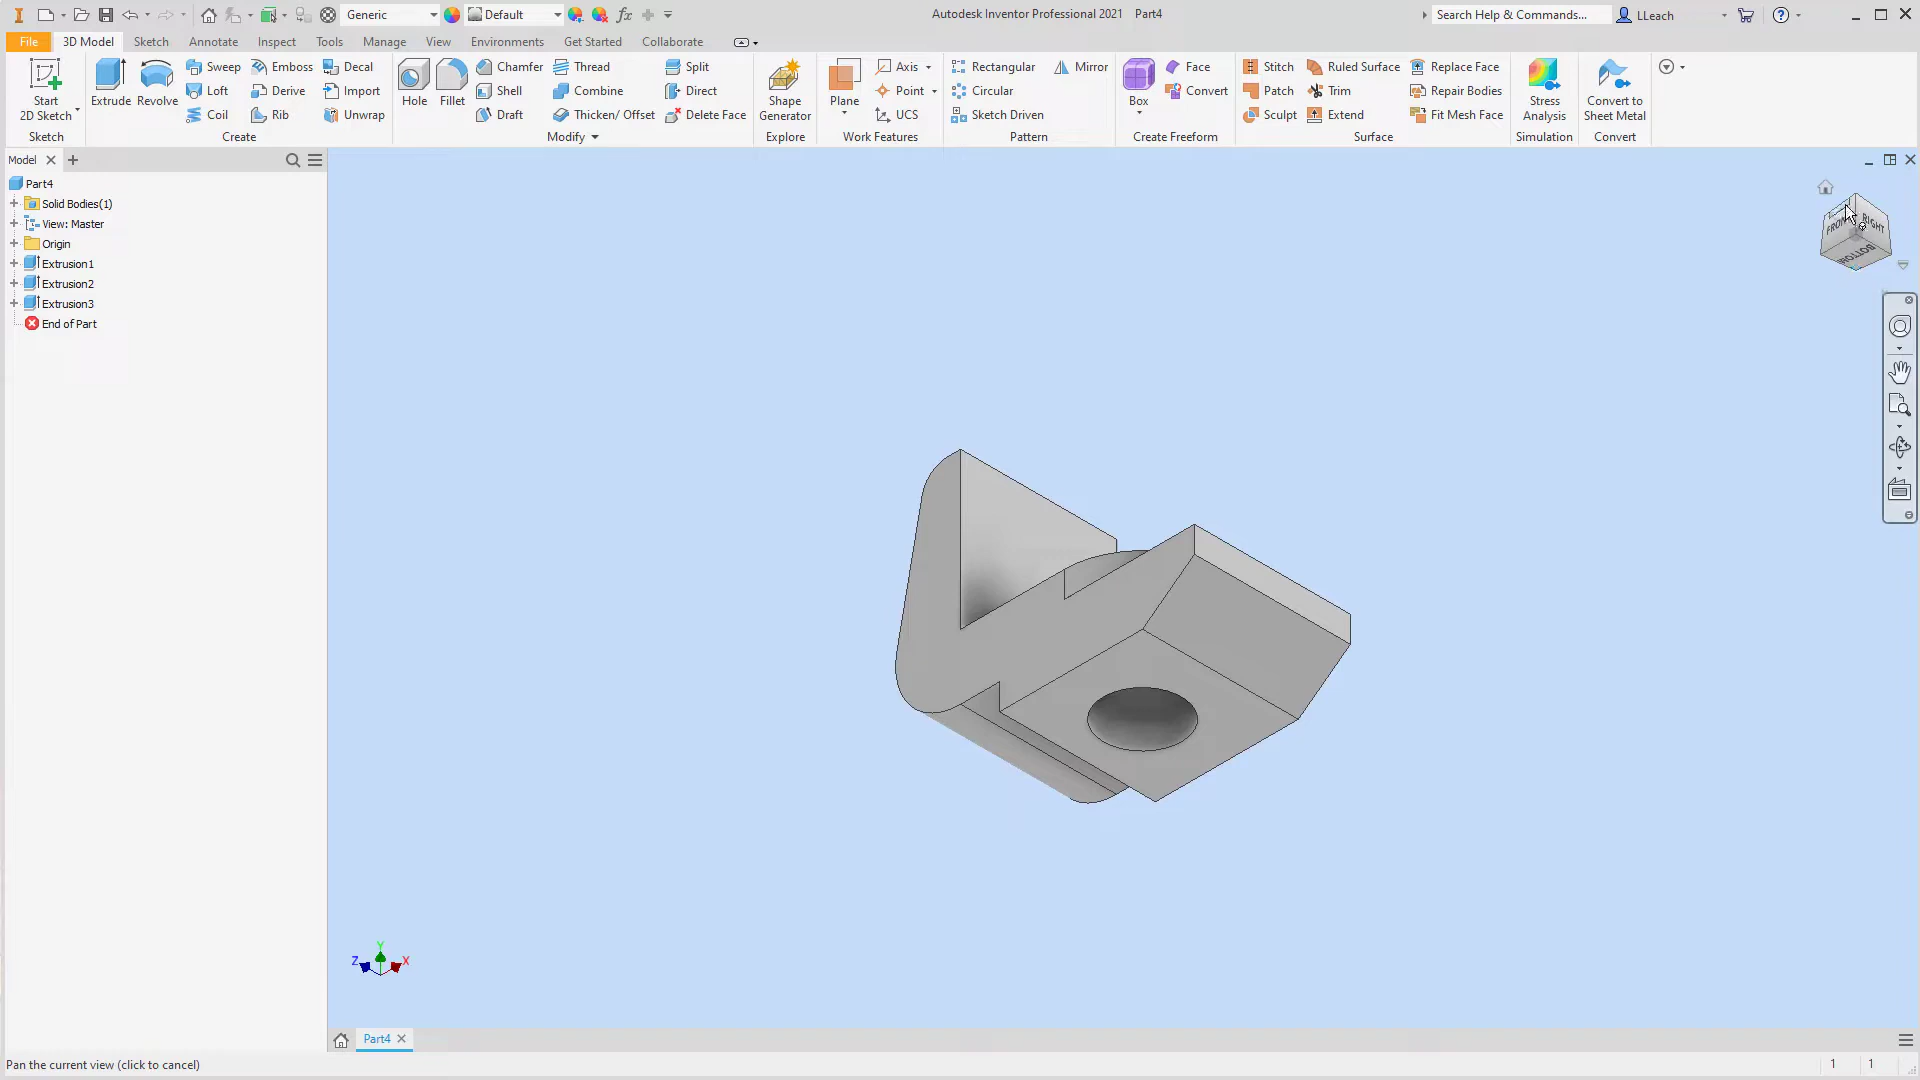 Generic
Default
fx
Autodesk Inventor Professional 2021 Part4
Search Help & Commands...
LLeach
File 3D Model Sketch Annotate Inspect Tools Manage View Environments Get Started Collaborate
Start
2D Sketch
Sketch
Extrude
Revolve
Sweep
Loft
Coil
Emboss
Derive
Rib
Decal
Import
Unwrap
Create
Hole
Fillet
Chamfer
Shell
Draft
Thread
Combine
Thicken/ Offset
Split
Direct
Delete Face
Modify
Shape
Generator
Explore
Plane
Axis
Point
UCS
Work Features
Rectangular
Circular
Sketch Driven
Mirror
Pattern
Box
Face
Convert
Create Freeform
Stitch
Patch
Sculpt
Ruled Surface
Trim
Extend
Replace Face
Repair Bodies
Fit Mesh Face
Surface
Stress
Analysis
Simulation
Convert to
Sheet Metal
Convert
Model
Part4
Solid Bodies(1)
View: Master
Origin
Extrusion1
Extrusion2
Extrusion3
End of Part
FRONT
RIGHT
BOTTOM
Y
Z
X
Part4
Pan the current view (click to cancel)
1 1